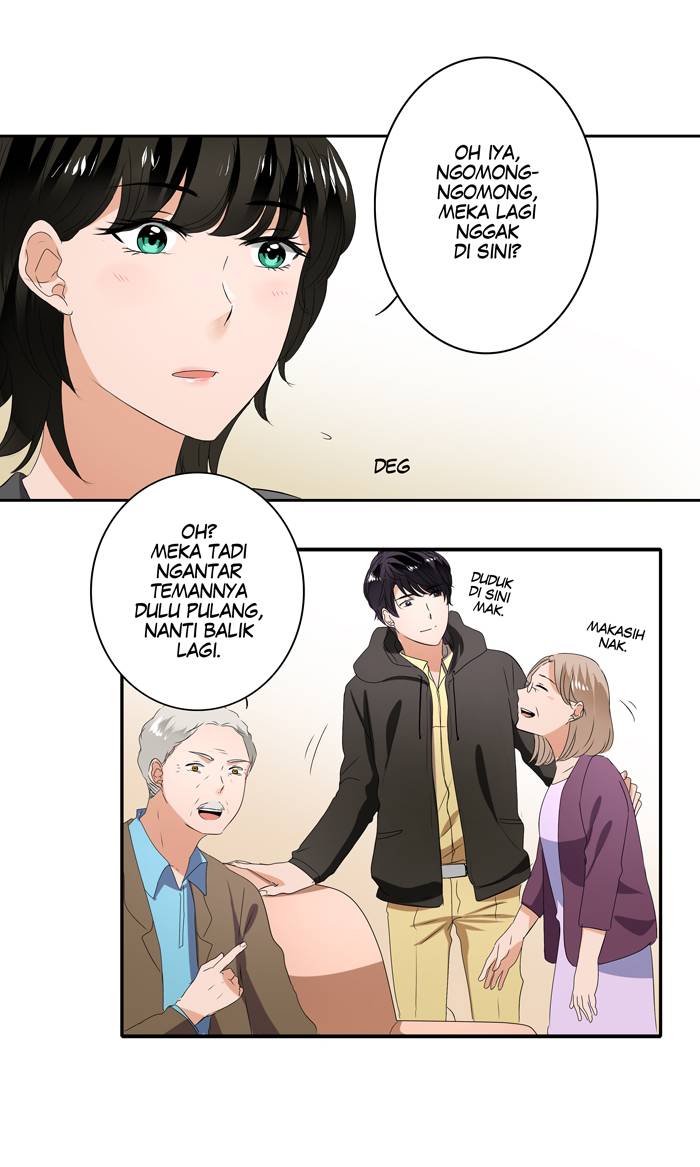 OH IYA,
NGOMONG-
NGOMONG,
MEKA LAGI
NGGAK
DI SINI?
DEG
OH?
MEKA TADI
NGANTAR
TEMANNYA
DULU PULANG,
NANTI BALIK
LAGI.
DUDUK
DI SINI
MAK.
MAKASIH
NAK.